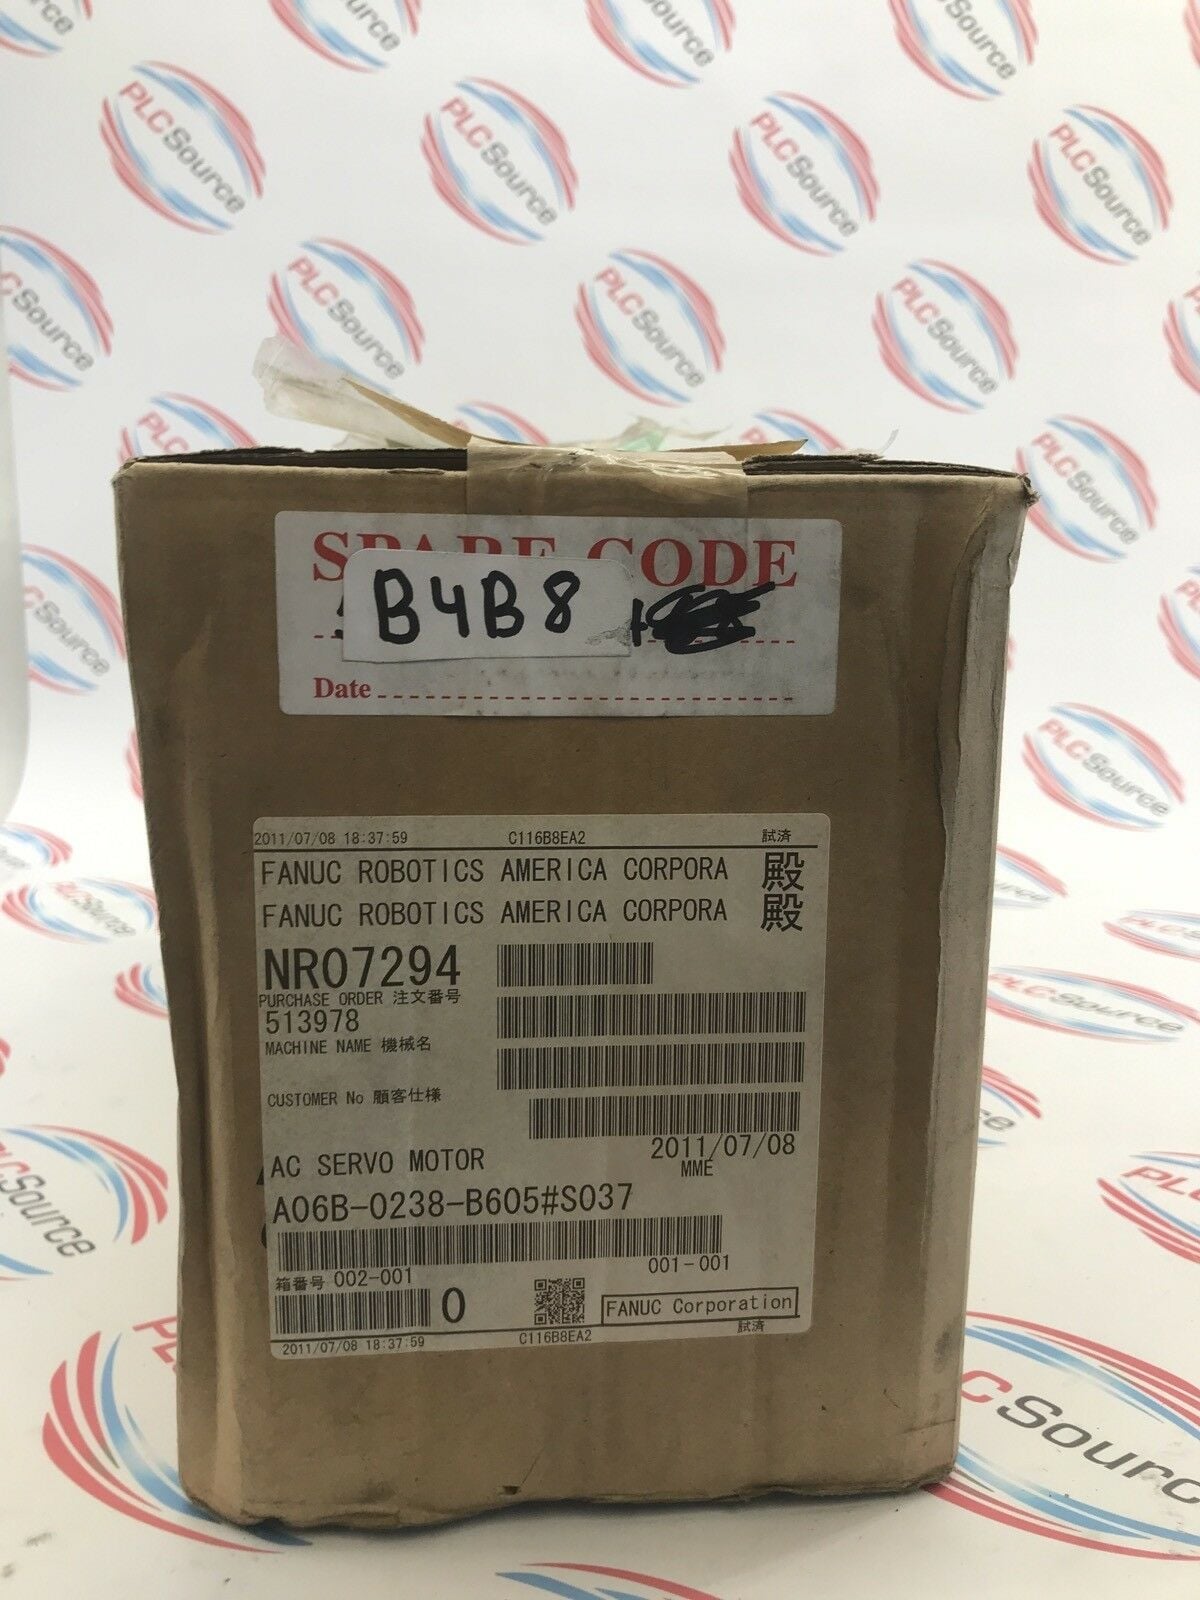 SPARE CODE
B4B8
Date
2011/07/08 18:37:59 C116B8EA2 試済
FANUC ROBOTICS AMERICA CORPORA 殿
FANUC ROBOTICS AMERICA CORPORA 殿
NR07294
PURCHASE ORDER 注文番号
513978
MACHINE NAME 機械名
CUSTOMER No 顧客仕様
2011/07/08
AC SERVO MOTOR MME
A06B-0238-B605#S037
箱番号 002-001 001-001
0
FANUC Corporation
2011/07/08 18:37:59 C116B8EA2 試済
PLCSource